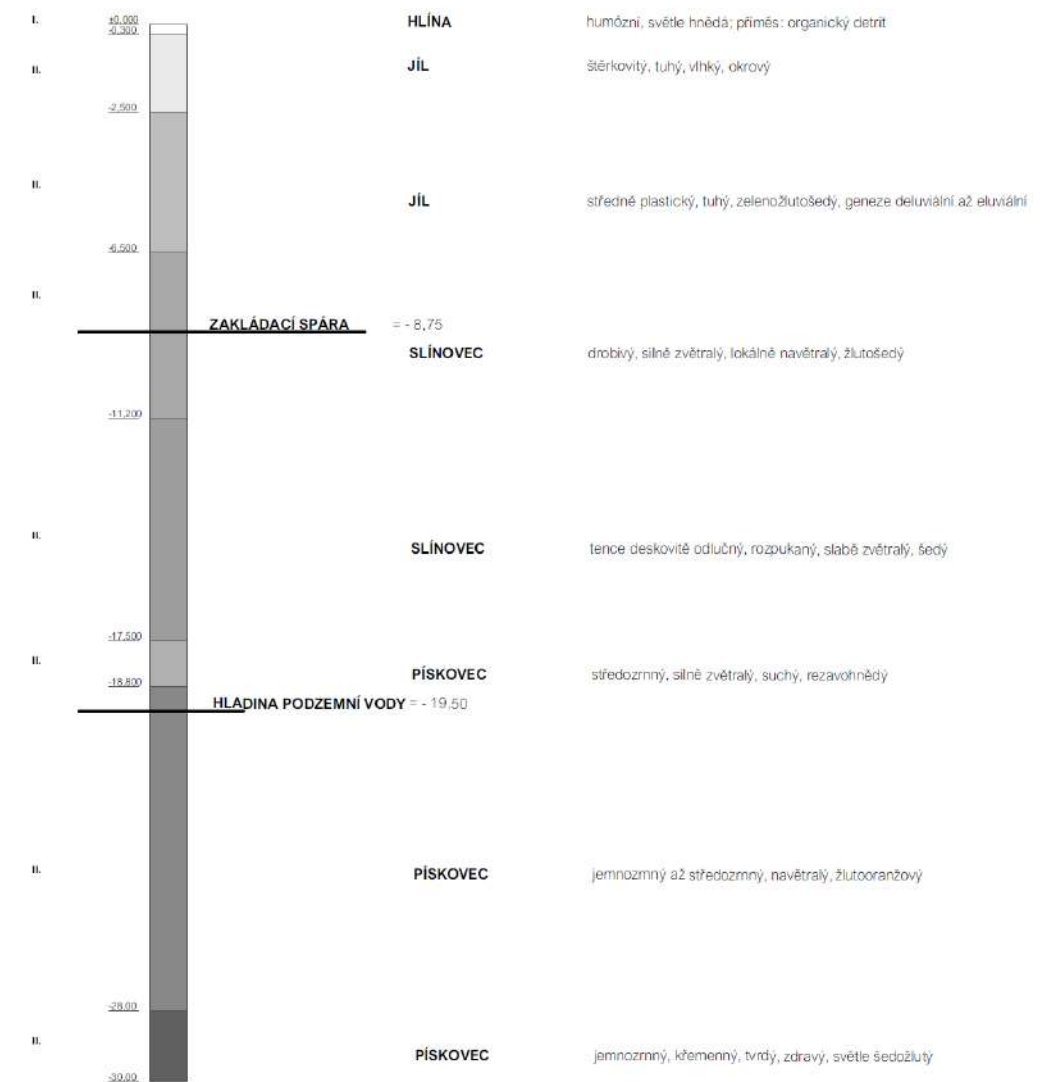 I. ±0,000 HLÍNA humózní, světle hnědá; příměs: organický detrit
-0,300
II. JÍL štěrkovitý, tuhý, vlhký, okrový
-2,500
II. JÍL středně plastický, tuhý, zelenožlutošedý, geneze deluviální až eluviální
-6,500
II.
ZAKLÁDACÍ SPÁRA = - 8,75
SLÍNOVEC drobivý, silně zvětralý, lokálně navětralý, žlutošedý
-11,200
II. SLÍNOVEC tence deskovitě odlučný, rozpukaný, slabě zvětralý, šedý
-17,500
II. PÍSKOVEC středozrnný, silně zvětralý, suchý, rezavohnědý
-18,800
HLADINA PODZEMNÍ VODY = - 19,50
II. PÍSKOVEC jemnozrnný až středozrnný, navětralý, žlutooranžový
-28,00
II. PÍSKOVEC jemnozrnný, křemenný, tvrdý, zdravý, světle šedožlutý
-30,00